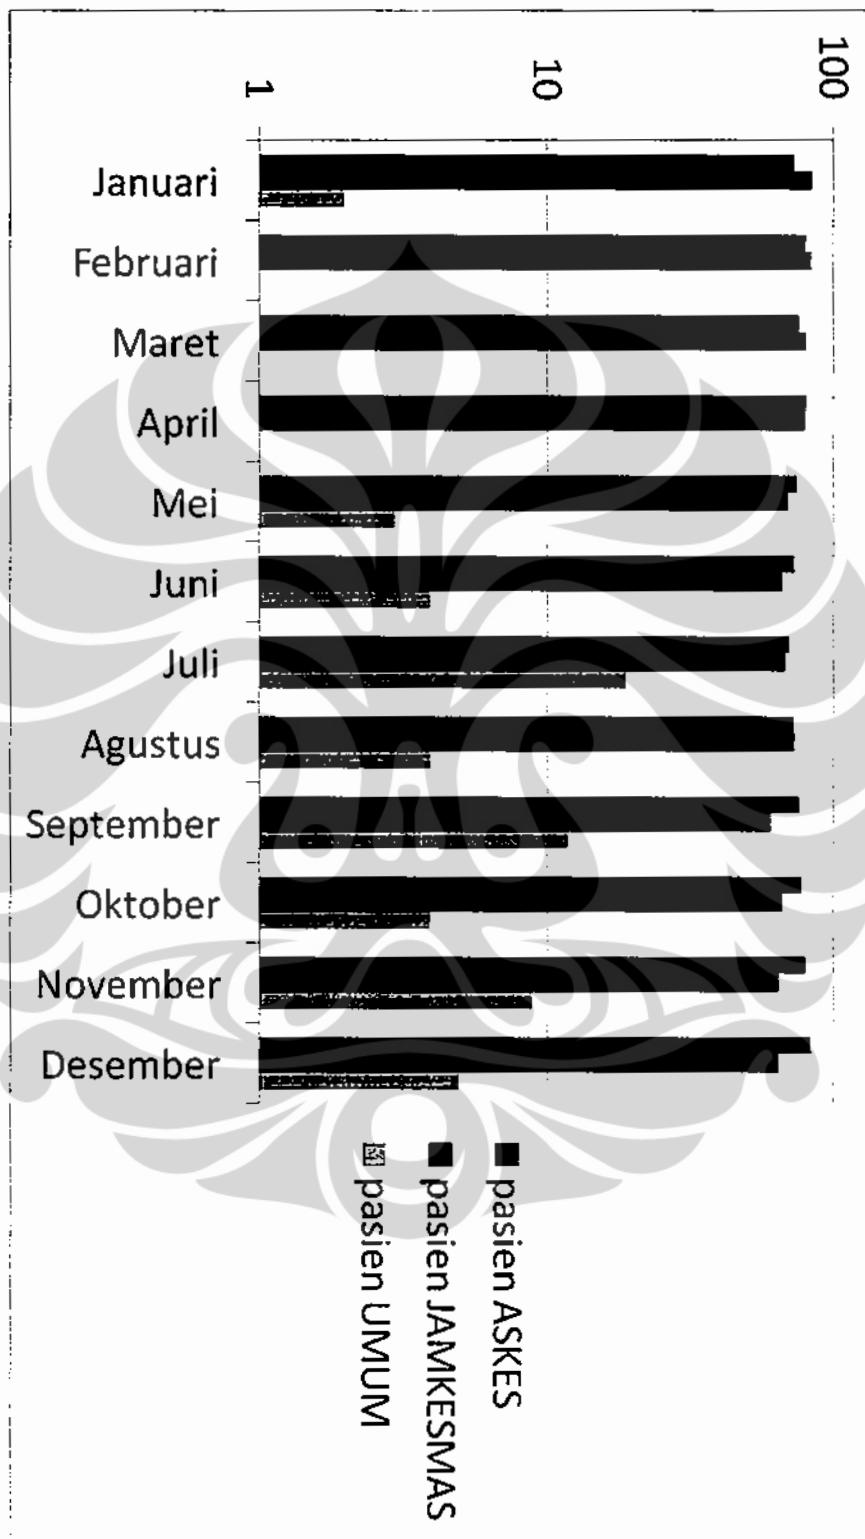 100
10
1
Januari
Februari
Maret
April
Mei
Juni
Juli
Agustus
September
Oktober
November
Desember
pasien ASKES
pasien JAMKESMAS
pasien UMUM